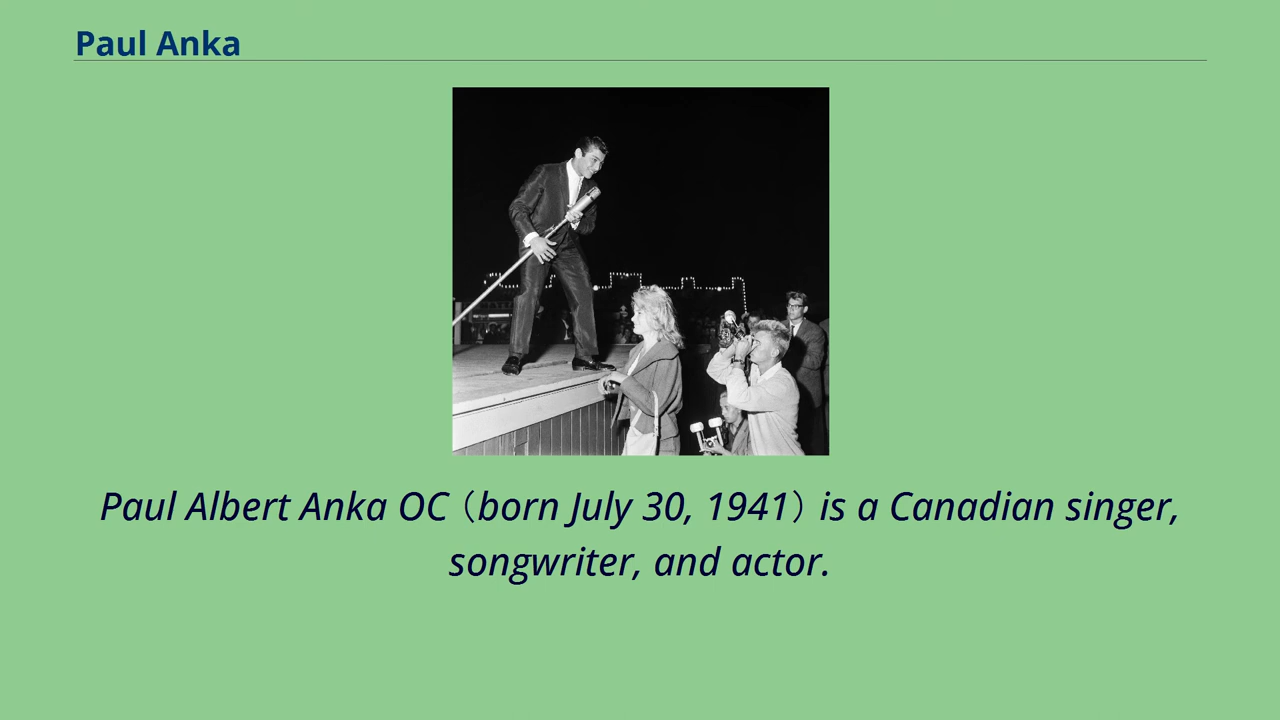 Paul Anka
Paul Albert Anka OC（born July 30, 1941）is a Canadian singer,
songwriter, and actor.